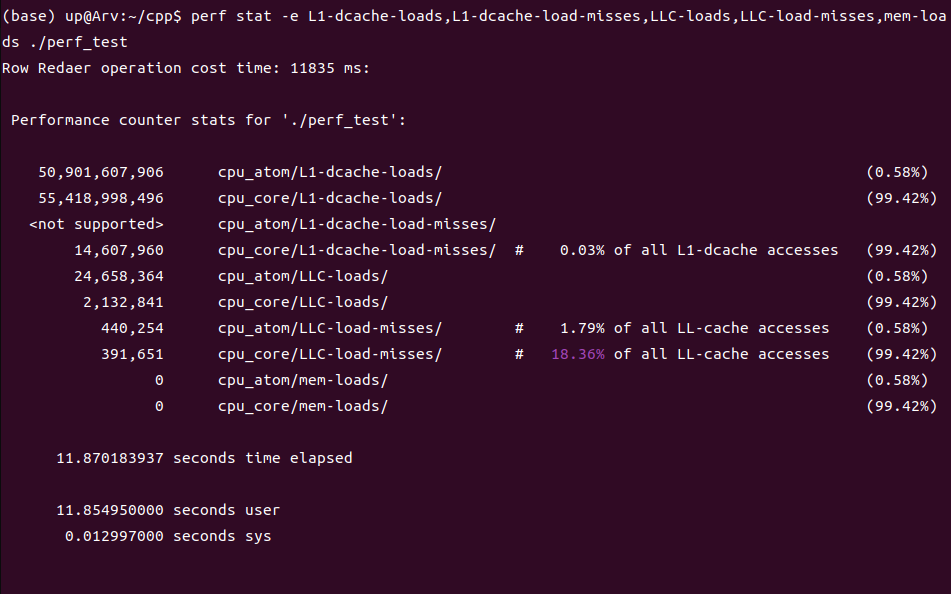 (base) up@Arv:~/cpp$ perf stat -e L1-dcache-loads,L1-dcache-load-misses,LLC-loads,LLC-load-misses,mem-loa
ds ./perf_test
Row Redaer operation cost time: 11835 ms:
Performance counter stats for './perf_test':
50,901,607,906 cpu_atom/L1-dcache-loads/ (0.58%)
55,418,998,496 cpu_core/L1-dcache-loads/ (99.42%)
<not supported> cpu_atom/L1-dcache-load-misses/
14,607,960 cpu_core/L1-dcache-load-misses/ # 0.03% of all L1-dcache accesses (99.42%)
24,658,364 cpu_atom/LLC-loads/ (0.58%)
2,132,841 cpu_core/LLC-loads/ (99.42%)
440,254 cpu_atom/LLC-load-misses/ # 1.79% of all LL-cache accesses (0.58%)
391,651 cpu_core/LLC-load-misses/ # 18.36% of all LL-cache accesses (99.42%)
0 cpu_atom/mem-loads/ (0.58%)
0 cpu_core/mem-loads/ (99.42%)
11.870183937 seconds time elapsed
11.854950000 seconds user
0.012997000 seconds sys